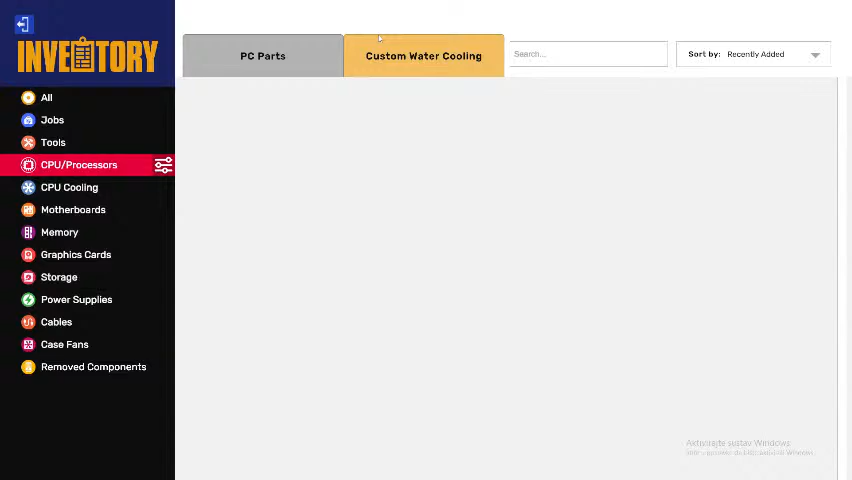 INVENTORY
PC Parts
Custom Water Cooling
Search...
Sort by: Recently Added
All
Jobs
Tools
CPU/Processors
CPU Cooling
Motherboards
Memory
Graphics Cards
Storage
Power Supplies
Cables
Case Fans
Removed Components
Aktivirajte sustav Windows